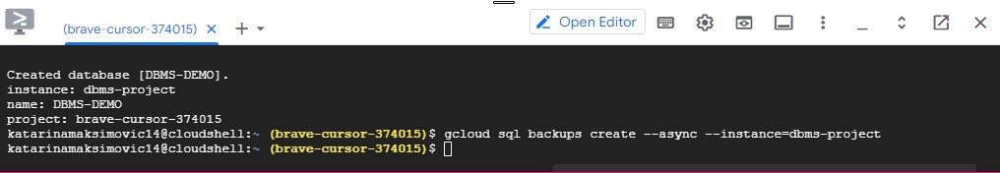 (brave-cursor-374015)
Open Editor
Created database [DBMS-DEMO].
instance: dbms-project
name: DBMS-DEMO
project: brave-cursor-374015
katarinamaksimovic14@cloudshell:~ (brave-cursor-374015)$ gcloud sql backups create --async --instance=dbms-project
katarinamaksimovic14@cloudshell:~ (brave-cursor-374015)$